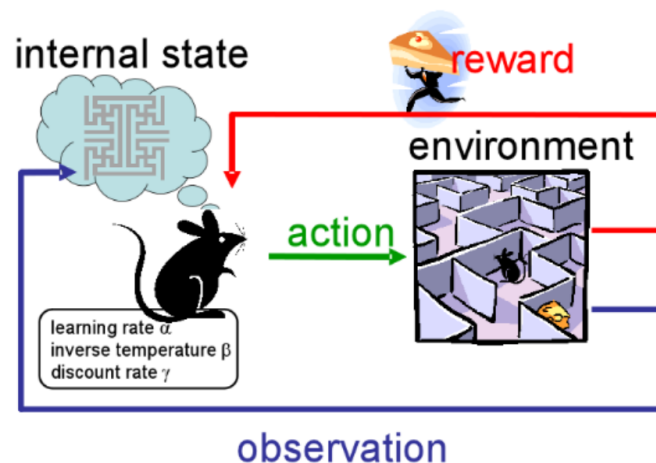 internal state
reward
environment
action
learning rate α
inverse temperature β
discount rate γ
observation